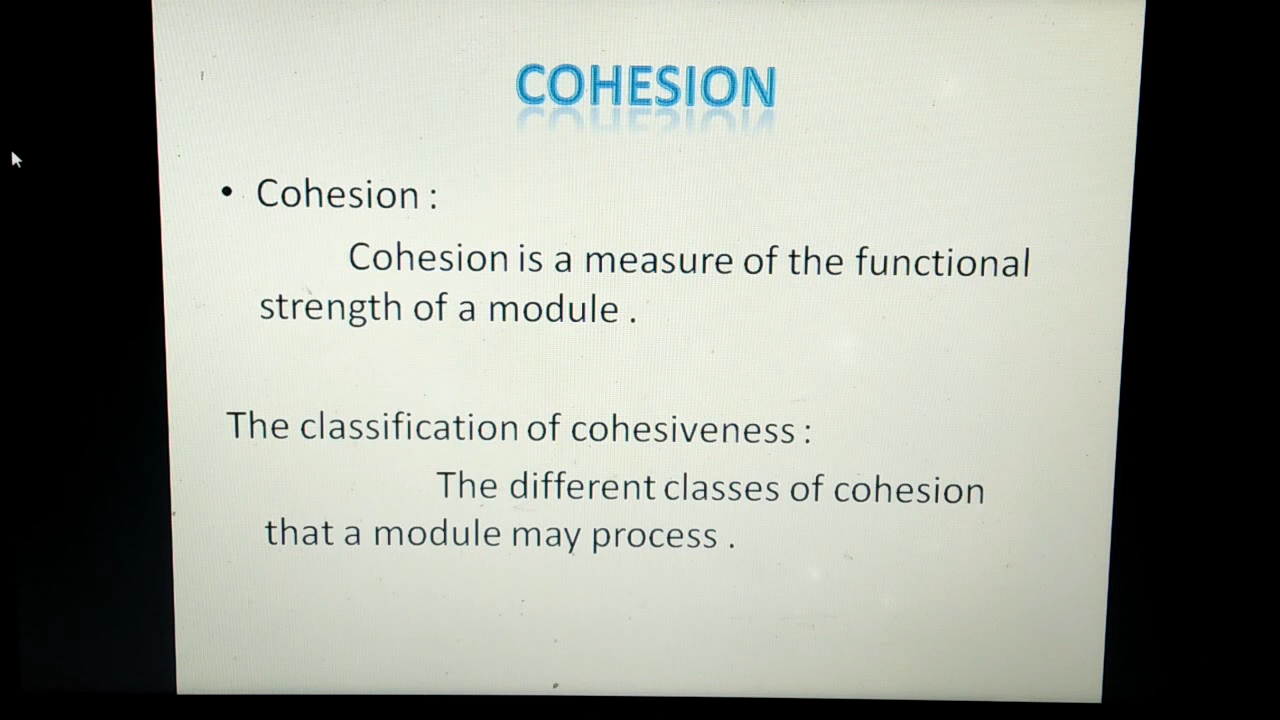 COHESION
• Cohesion :
Cohesion is a measure of the functional
strength of a module .
The classification of cohesiveness :
The different classes of cohesion
that a module may process .